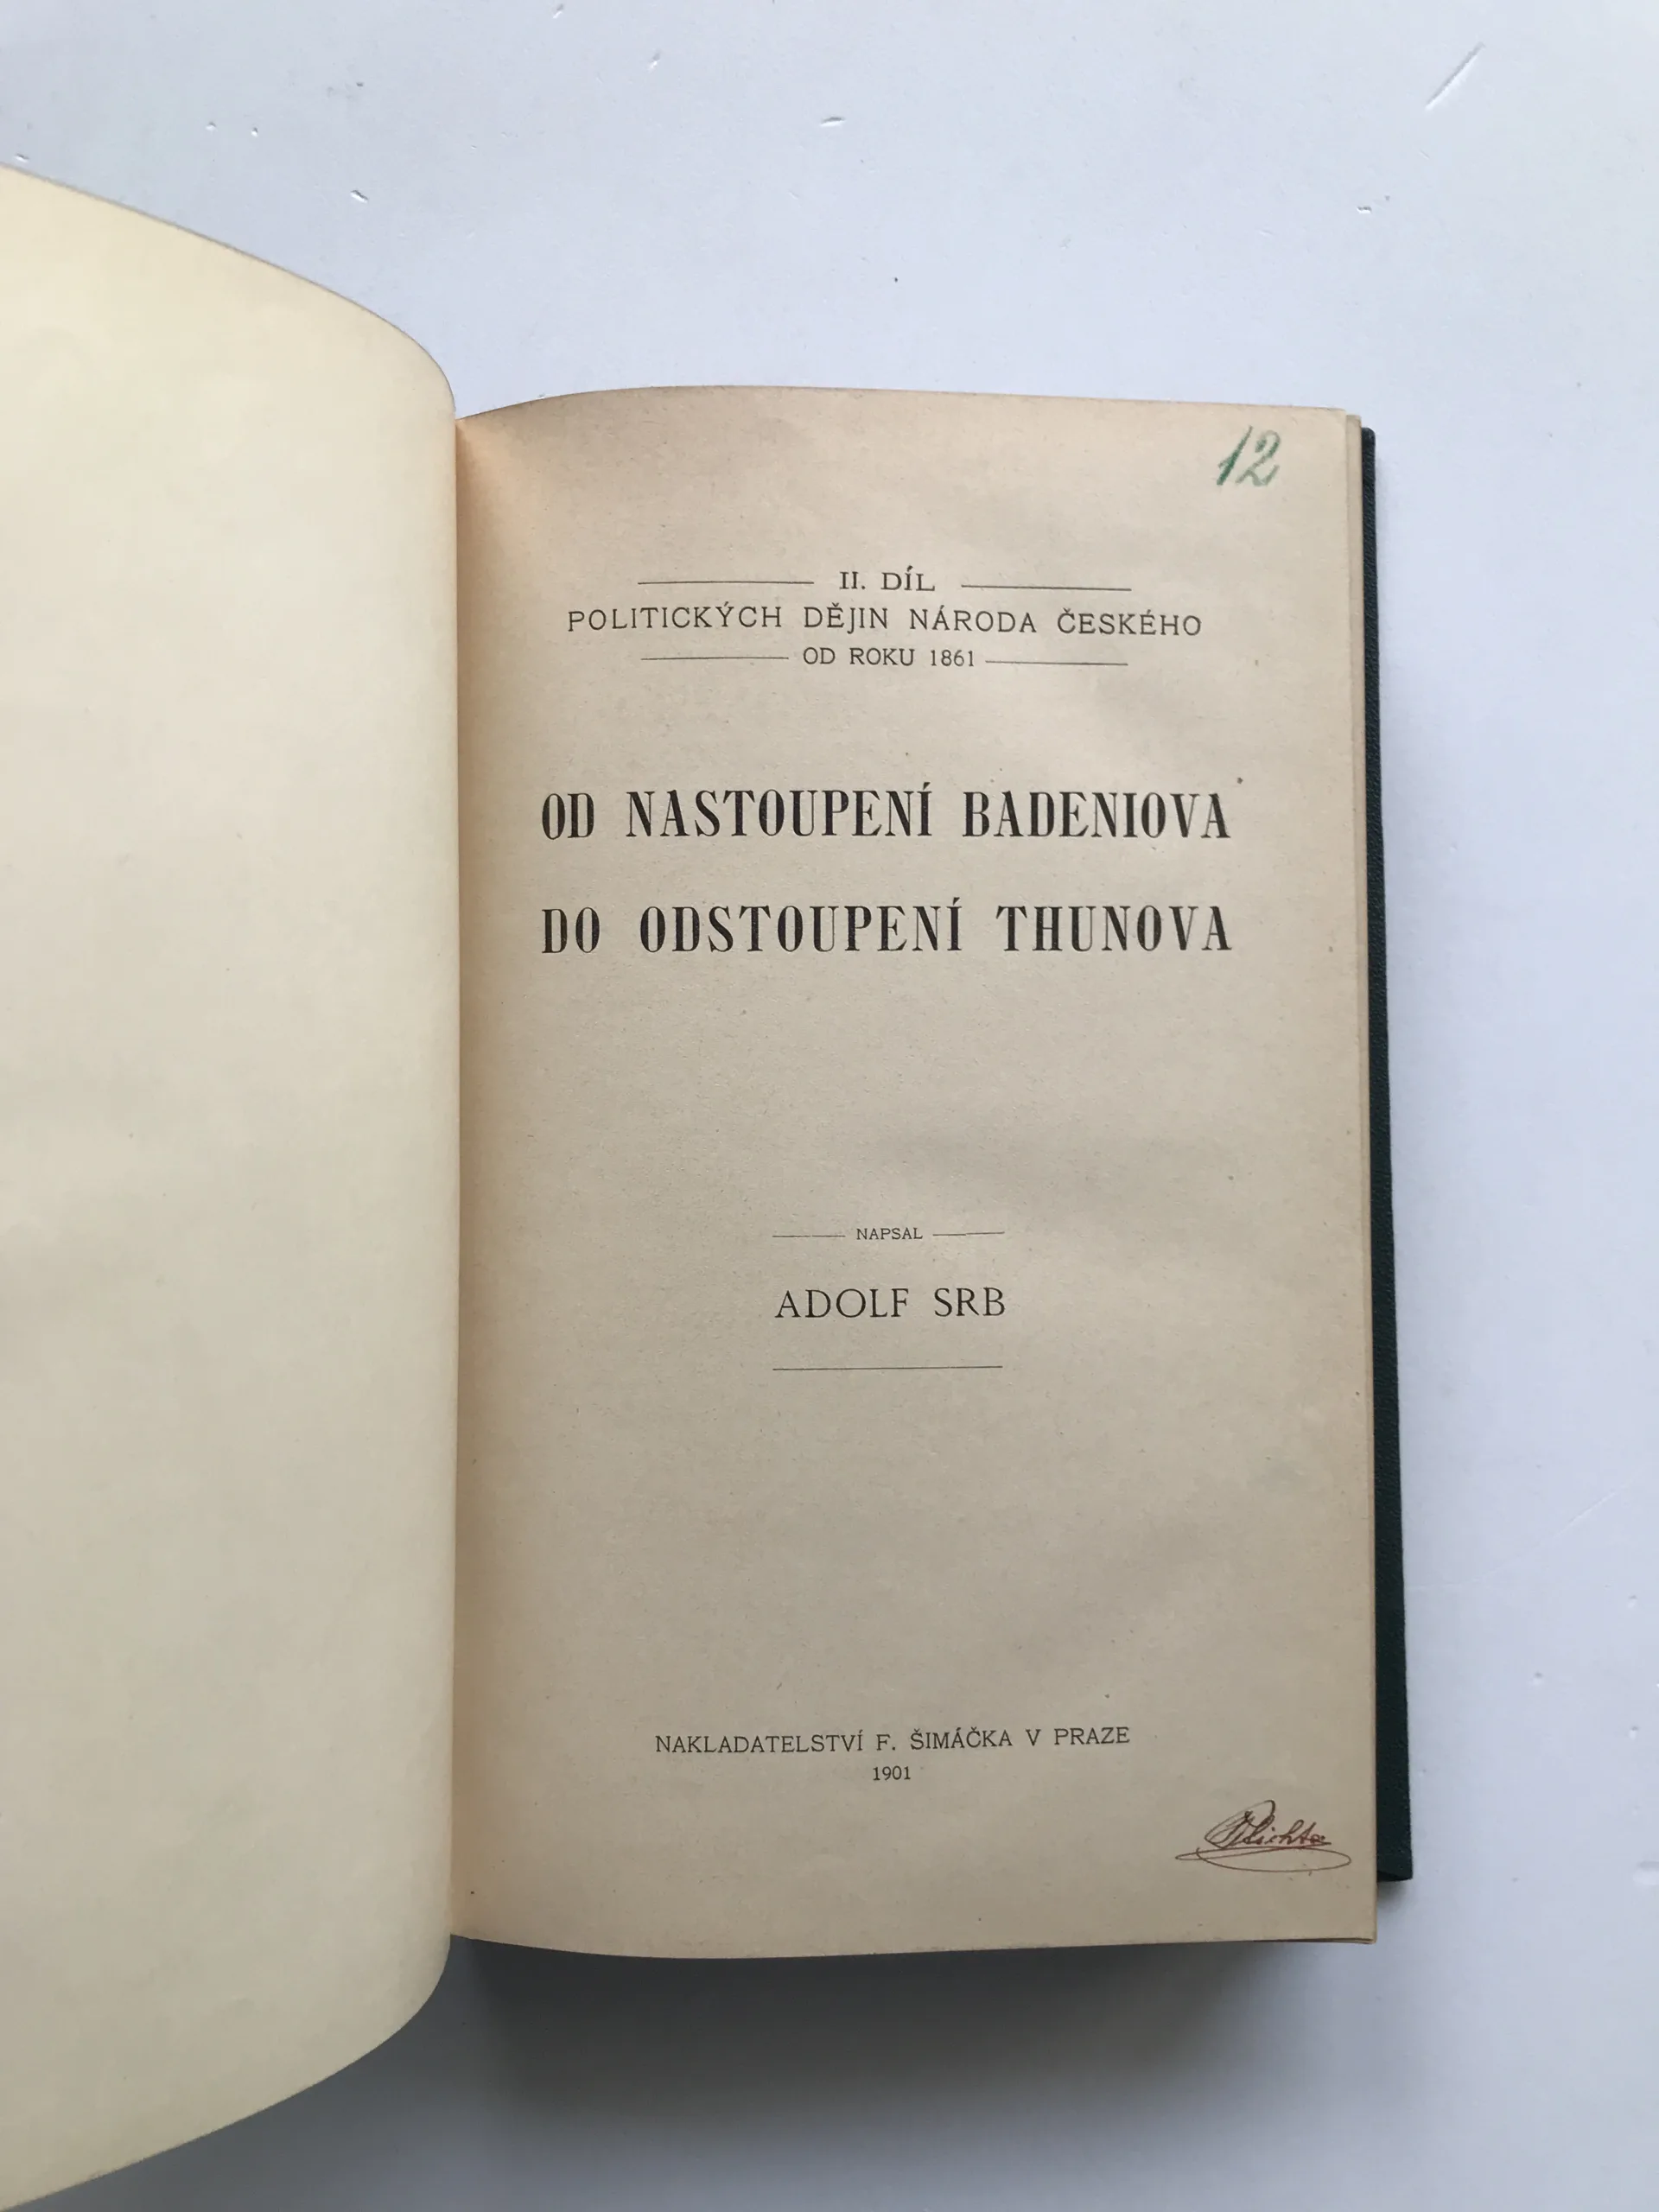 12
II. DÍL
POLITICKÝCH DĚJIN NÁRODA ČESKÉHO
OD ROKU 1861
OD NASTOUPENÍ BADENIOVA
DO ODSTOUPENÍ THUNOVA
NAPSAL
ADOLF SRB
NAKLADATELSTVÍ F. ŠIMÁČKA V PRAZE
1901